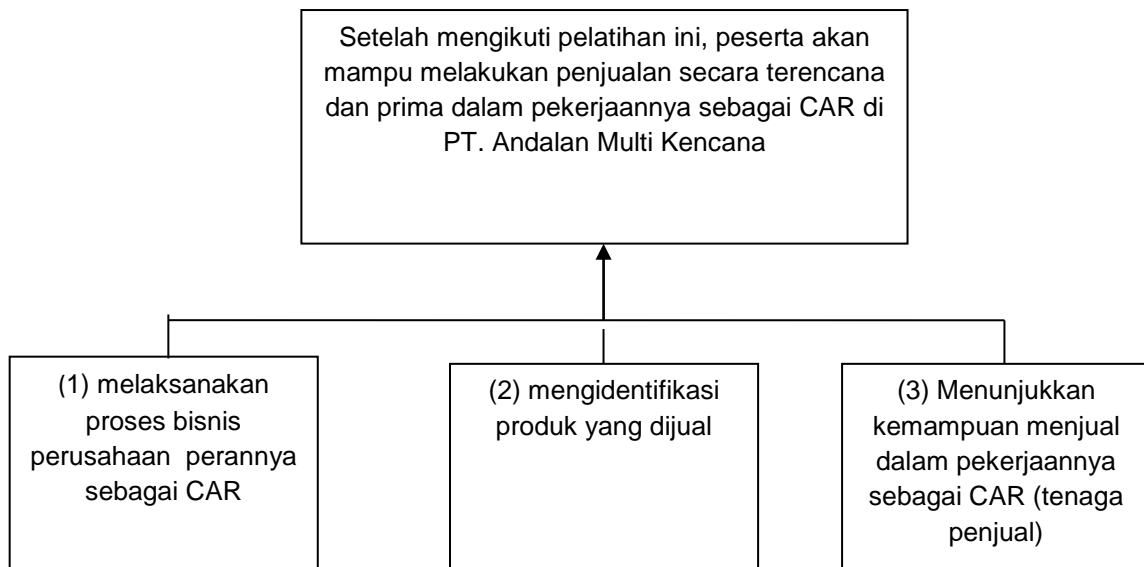 Setelah mengikuti pelatihan ini, peserta akan
mampu melakukan penjualan secara terencana
dan prima dalam pekerjaannya sebagai CAR di
PT. Andalan Multi Kencana
(1) melaksanakan
proses bisnis
perusahaan  perannya
sebagai CAR
(2) mengidentifikasi
produk yang dijual
(3) Menunjukkan
kemampuan menjual
dalam pekerjaannya
sebagai CAR (tenaga
penjual)